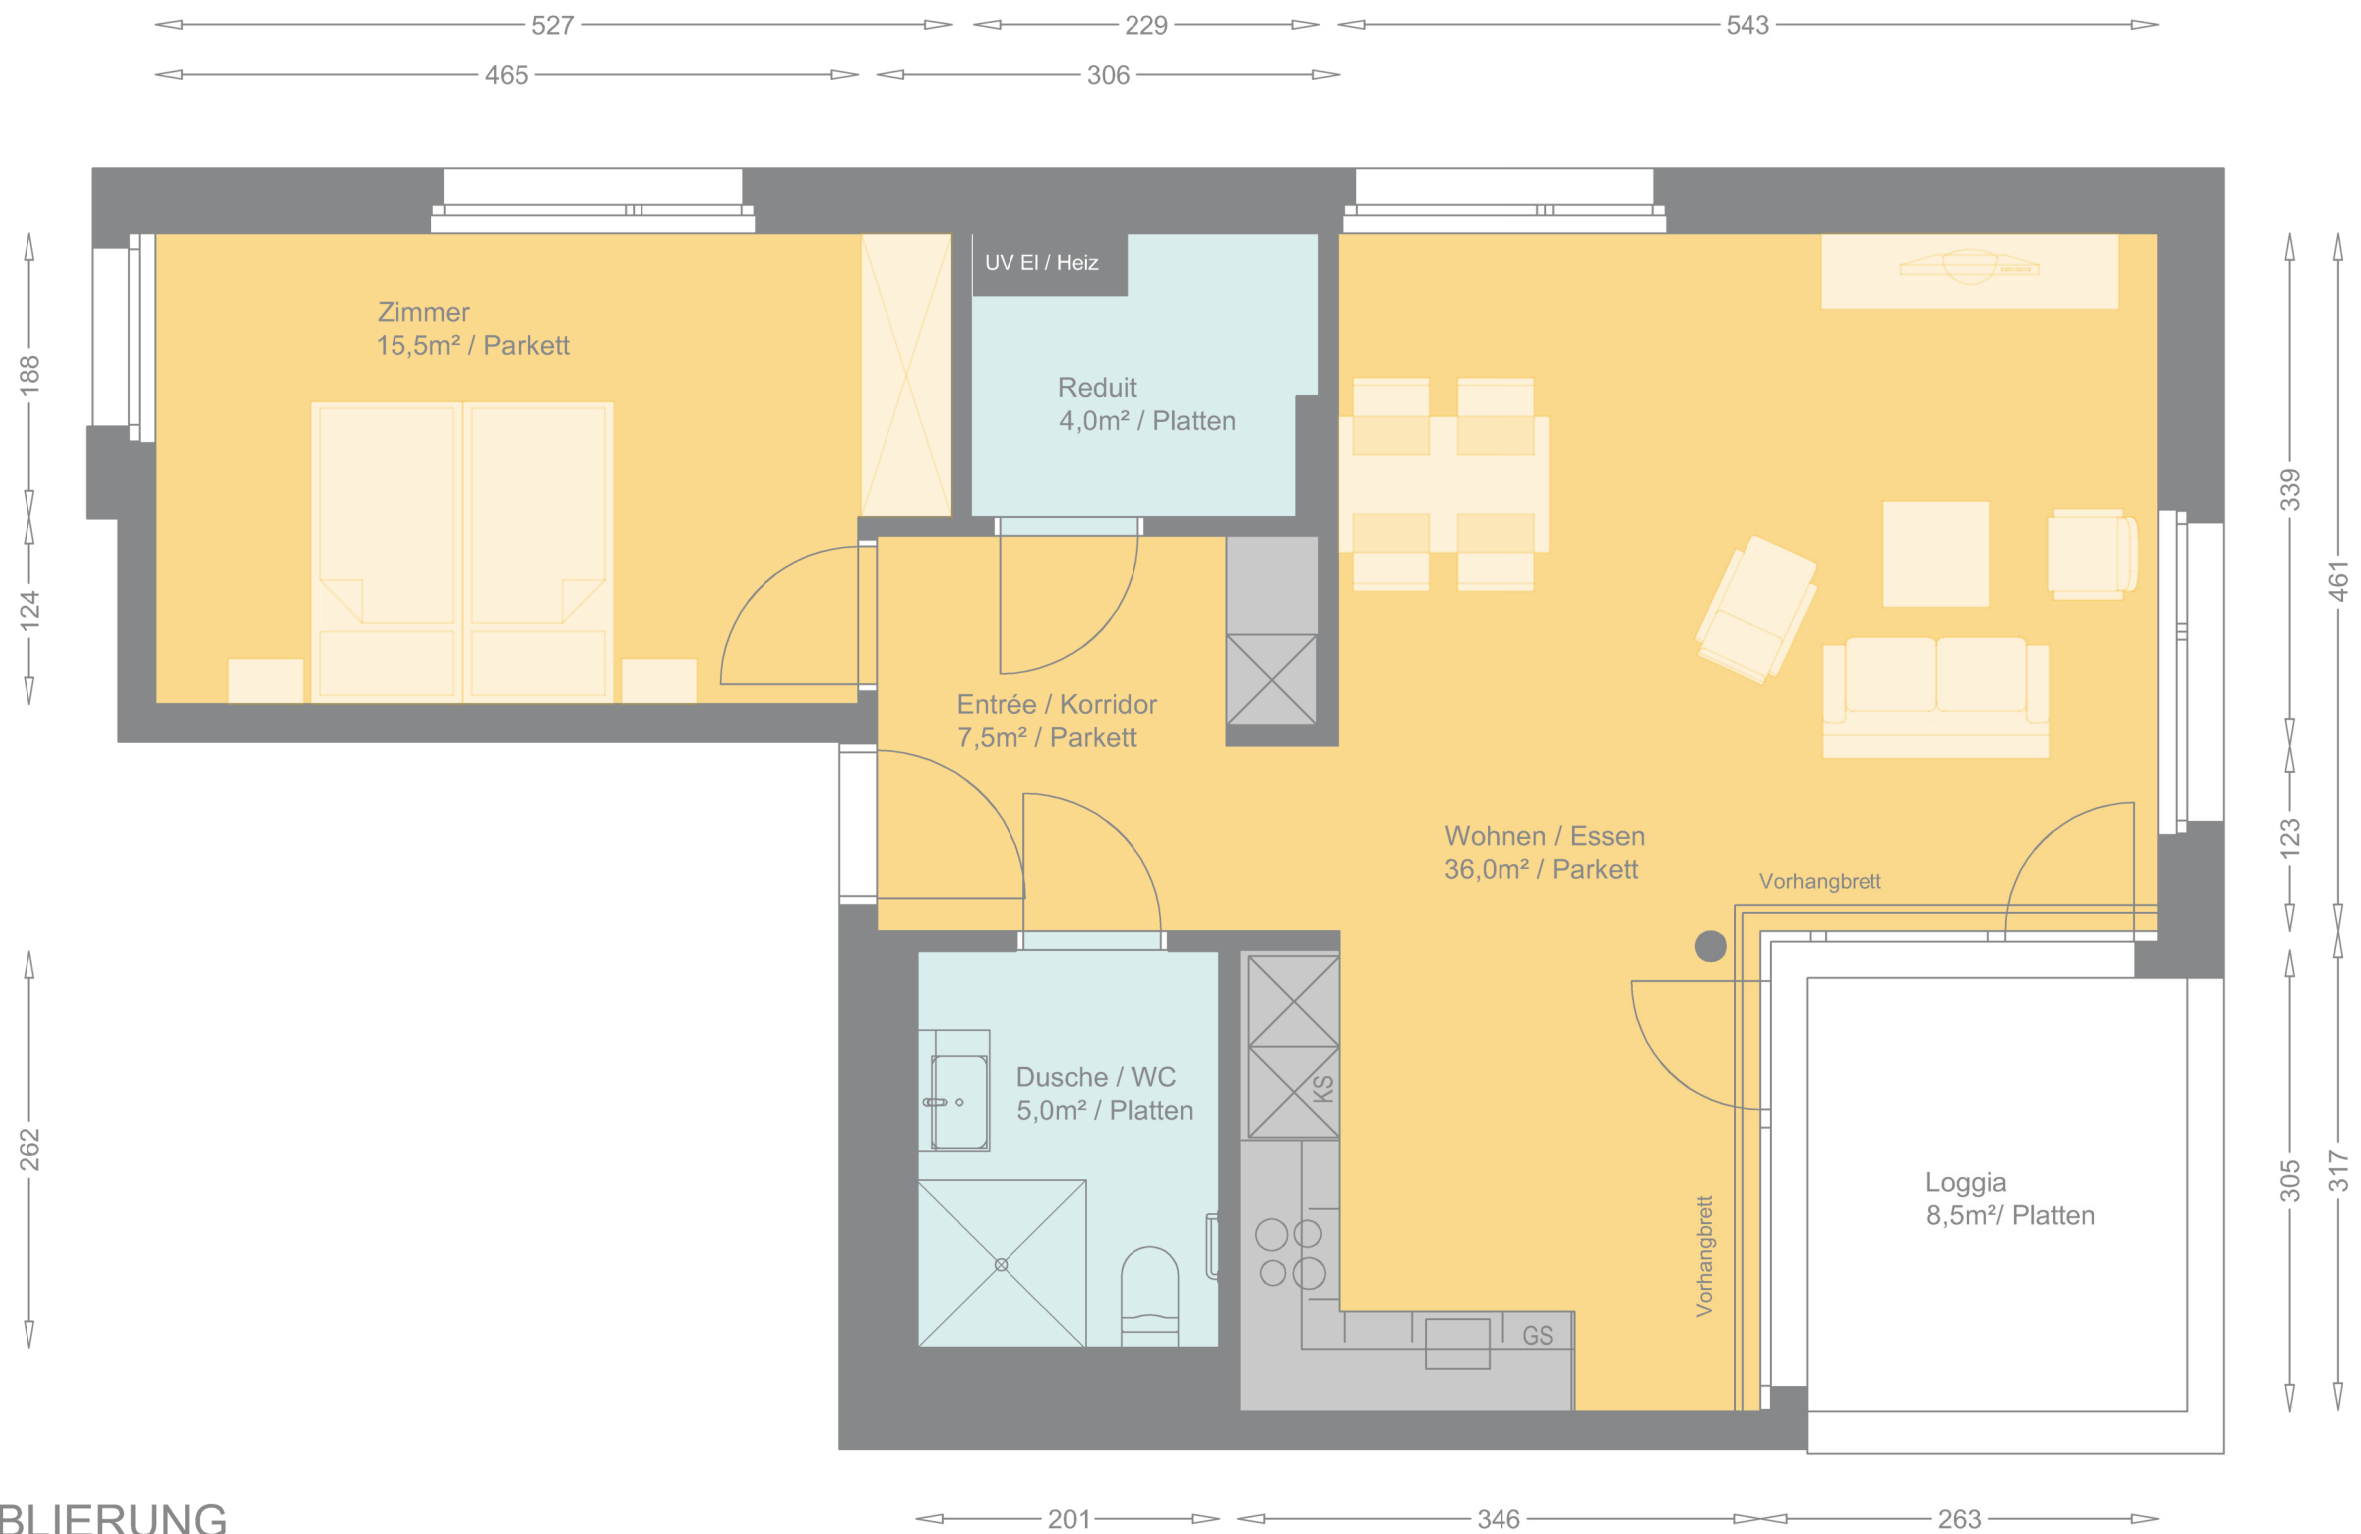 527
229
543
465
306
UV El / Heiz
Zimmer
15,5m² / Parkett
188
Reduit
4,0m² / Platten
339
461
124
Entrée / Korridor
7,5m² / Parkett
Wohnen / Essen
36,0m² / Parkett
Vorhangbrett
123
Dusche / WC
5,0m² / Platten
KS
262
Loggia
8,5m²/ Platten
305
317
Vorhangbrett
GS
BLIERUNG
201
346
263